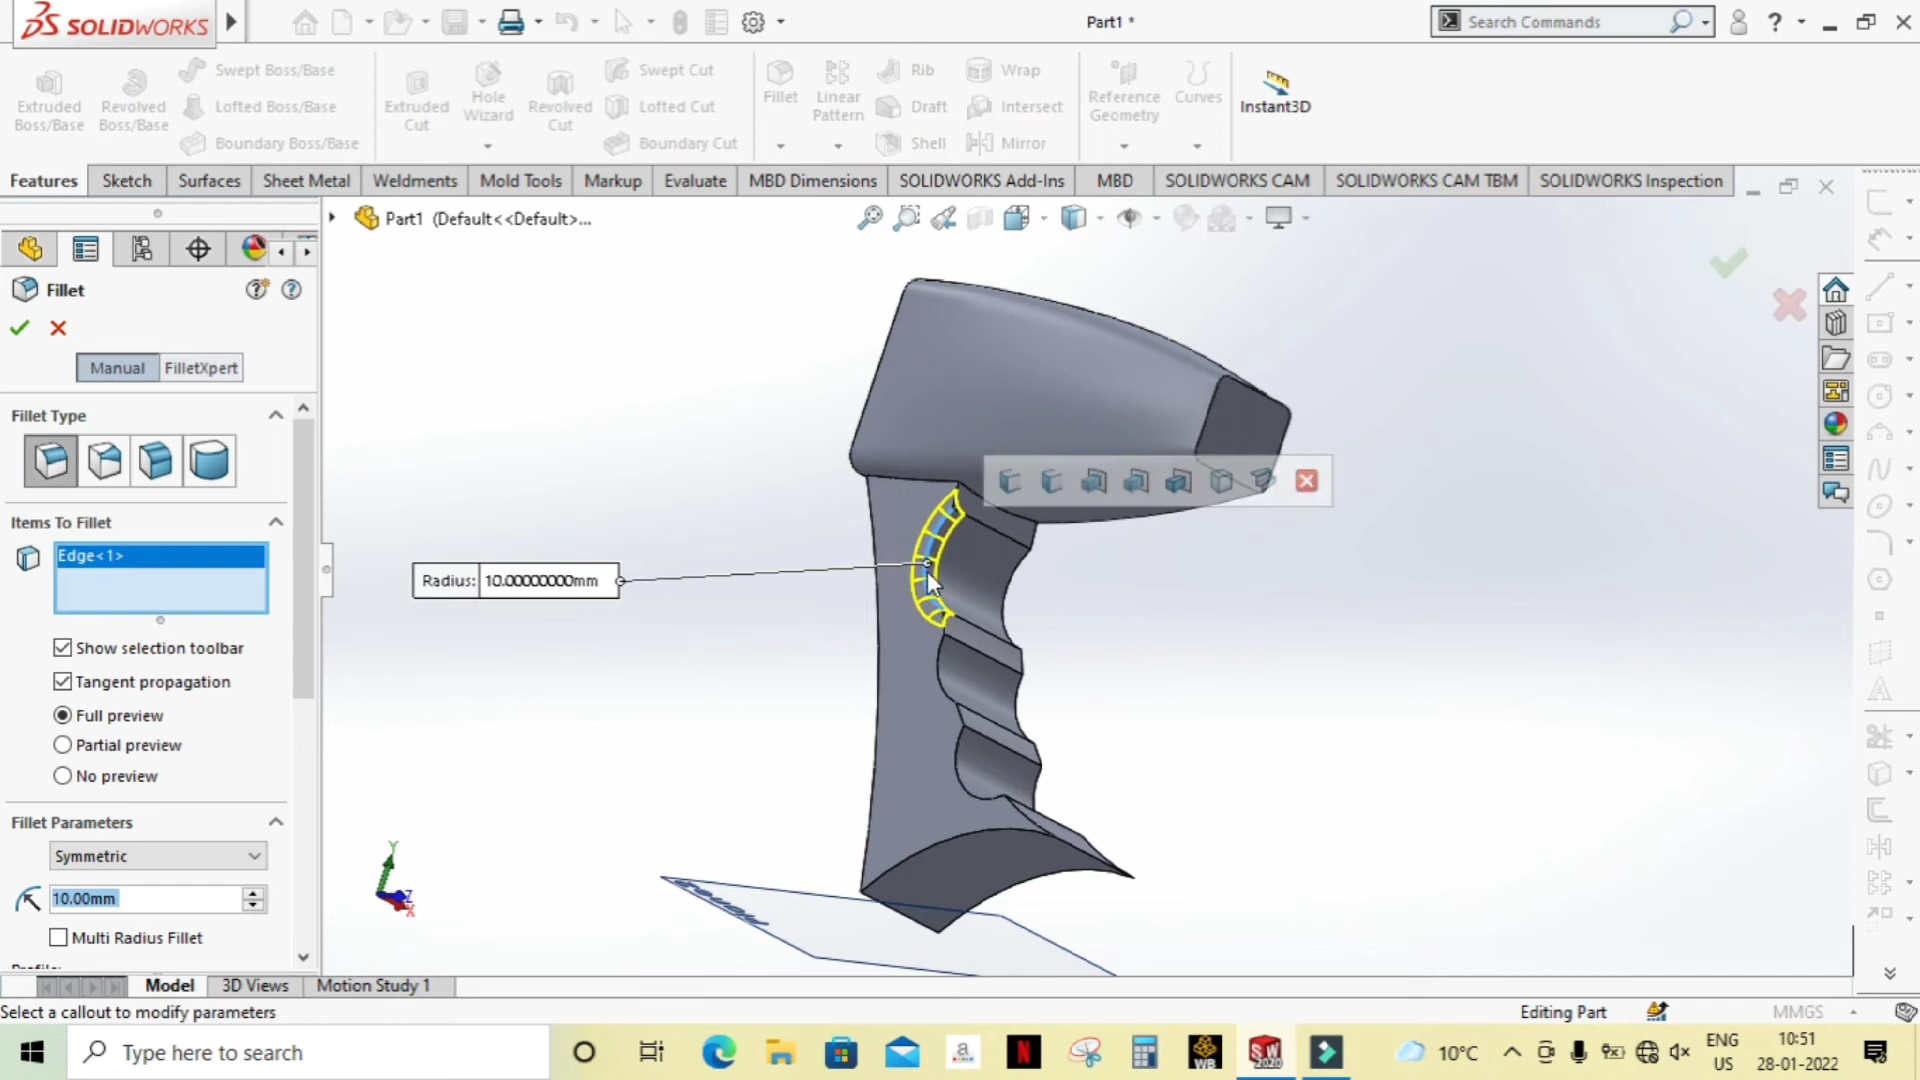 SOLIDWORKS
Part1 *
Search Commands
Extruded
Boss/Base
Revolved
Boss/Base
Swept Boss/Base
Lofted Boss/Base
Boundary Boss/Base
Extruded
Cut
Hole
Wizard
Revolved
Cut
Swept Cut
Lofted Cut
Boundary Cut
Fillet
Linear
Pattern
Rib
Draft
Shell
Wrap
Intersect
Mirror
Reference
Geometry
Curves
Instant3D
Features
Sketch
Surfaces
Sheet Metal
Weldments
Mold Tools
Markup
Evaluate
MBD Dimensions
SOLIDWORKS Add-Ins
MBD
SOLIDWORKS CAM
SOLIDWORKS CAM TBM
SOLIDWORKS Inspection
Part1 (Default<<Default>...
Fillet
Manual
FilletXpert
Fillet Type
Items To Fillet
Edge<1>
Show selection toolbar
Tangent propagation
Full preview
Partial preview
No preview
Fillet Parameters
Symmetric
10.00mm
Multi Radius Fillet
Radius: 10.00000000mm
Y
Z
X
Model
3D Views
Motion Study 1
Select a callout to modify parameters
Editing Part
MMGS
Type here to search
a
N
WB
SW
2020
10°C
ENG
US
10:51
28-01-2022